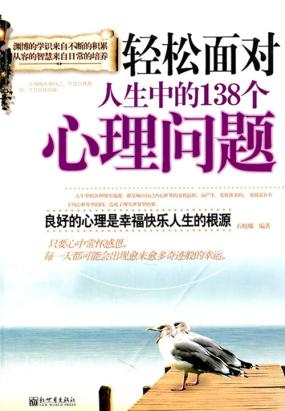 渊博的学识来自不断的积累
从容的智慧来自日常的培养
轻松面对
人生中的138个
心理问题
良好的心理是幸福快乐人生的根源
石晓娜 编著
只要心中常怀感恩,
每一天都可能会出现愈来愈多奇迹般的幸运。
新世界出版社